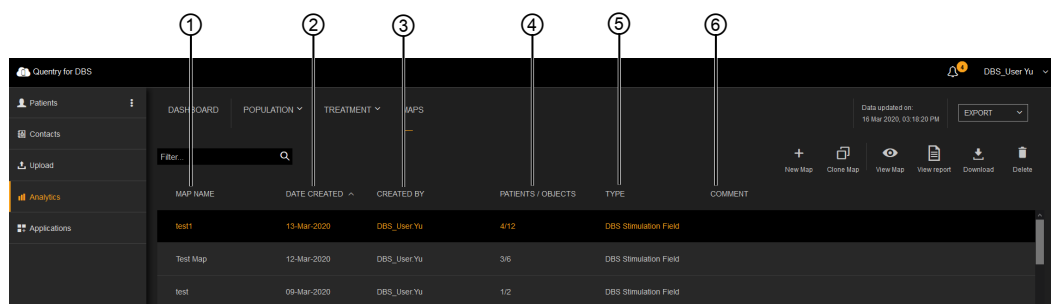 ① ② ③ ④ ⑤ ⑥
Quentry for DBS
4
DBS_User Yu
Patients
Contacts
Upload
Analytics
Applications
DASHBOARD POPULATION TREATMENT MAPS
Data updated on:
16 Mar 2020, 03:18:20 PM
EXPORT
Filter...
New Map Clone Map View Map View report Download Delete
MAP NAME DATE CREATED CREATED BY PATIENTS / OBJECTS TYPE COMMENT
test1 13-Mar-2020 DBS_User.Yu 4/12 DBS Stimulation Field
Test Map 12-Mar-2020 DBS_User.Yu 3/6 DBS Stimulation Field
test 09-Mar-2020 DBS_User.Yu 1/2 DBS Stimulation Field